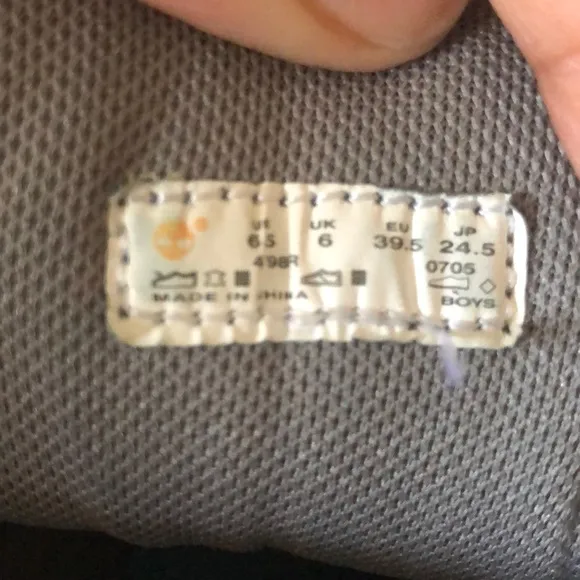 US UK EU JP
6.5 6 39.5 24.5
498R 0705
MADE IN CHINA BOYS